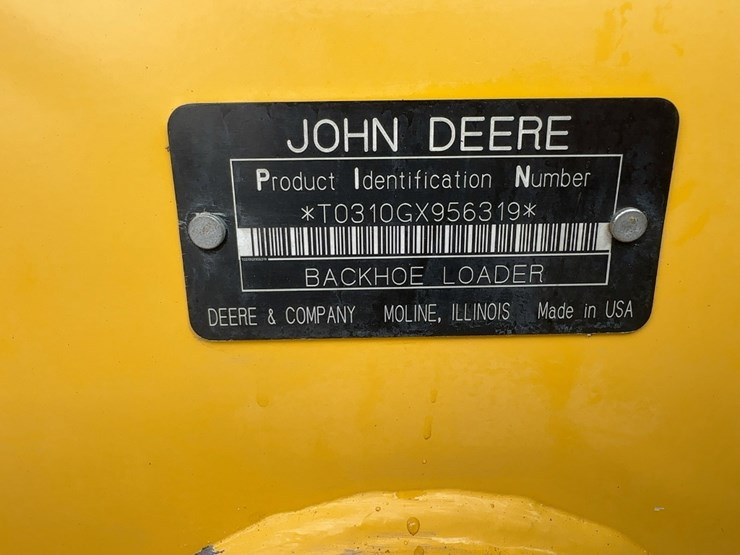 JOHN DEERE
Product Identification Number
*T0310GX956319*
BACKHOE LOADER
DEERE & COMPANY MOLINE, ILLINOIS Made in USA